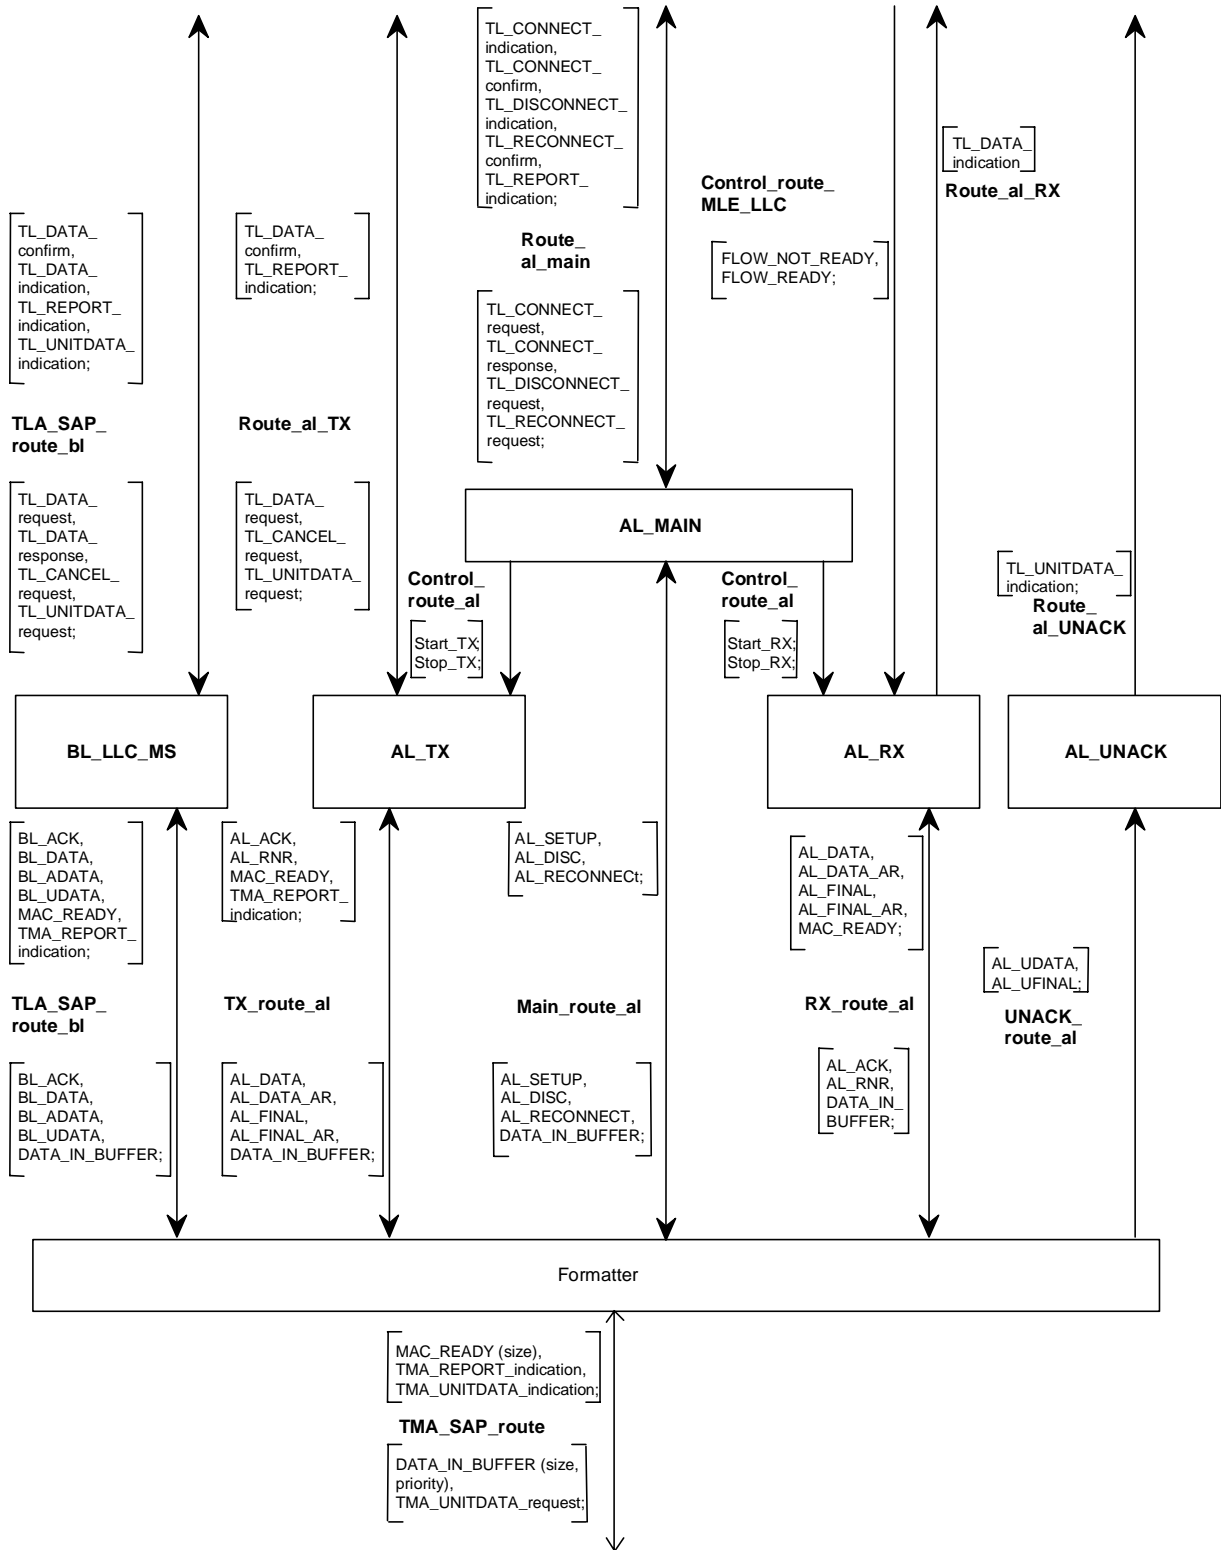 TL_CONNECT_
indication,
TL_CONNECT_
confirm,
TL_DISCONNECT_
indication,
TL_RECONNECT_
confirm,
TL_REPORT_
indication;
TL_DATA_
indication
Route_al_RX
Control_route_
MLE_LLC
FLOW_NOT_READY,
FLOW_READY;
TL_DATA_
confirm,
TL_DATA_
indication,
TL_REPORT_
indication,
TL_UNITDATA_
indication;
TL_DATA_
confirm,
TL_REPORT_
indication;
Route_
al_main
TL_CONNECT_
request,
TL_CONNECT_
response,
TL_DISCONNECT_
request,
TL_RECONNECT_
request;
TLA_SAP_
route_bl
Route_al_TX
TL_DATA_
request,
TL_DATA_
response,
TL_CANCEL_
request,
TL_UNITDATA_
request;
TL_DATA_
request,
TL_CANCEL_
request,
TL_UNITDATA_
request;
AL_MAIN
Control_
route_al
Start_TX;
Stop_TX;
Control_
route_al
Start_RX;
Stop_RX;
TL_UNITDATA_
indication;
Route_
al_UNACK
BL_LLC_MS
AL_TX
AL_RX
AL_UNACK
BL_ACK,
BL_DATA,
BL_ADATA,
BL_UDATA,
MAC_READY,
TMA_REPORT_
indication;
AL_ACK,
AL_RNR,
MAC_READY,
TMA_REPORT_
indication;
AL_SETUP,
AL_DISC,
AL_RECONNECt;
AL_DATA,
AL_DATA_AR,
AL_FINAL,
AL_FINAL_AR,
MAC_READY;
AL_UDATA,
AL_UFINAL;
TLA_SAP_
route_bl
TX_route_al
Main_route_al
RX_route_al
UNACK_
route_al
BL_ACK,
BL_DATA,
BL_ADATA,
BL_UDATA,
DATA_IN_BUFFER;
AL_DATA,
AL_DATA_AR,
AL_FINAL,
AL_FINAL_AR,
DATA_IN_BUFFER;
AL_SETUP,
AL_DISC,
AL_RECONNECT,
DATA_IN_BUFFER;
AL_ACK,
AL_RNR,
DATA_IN_
BUFFER;
Formatter
MAC_READY (size),
TMA_REPORT_indication,
TMA_UNITDATA_indication;
TMA_SAP_route
DATA_IN_BUFFER (size,
priority),
TMA_UNITDATA_request;